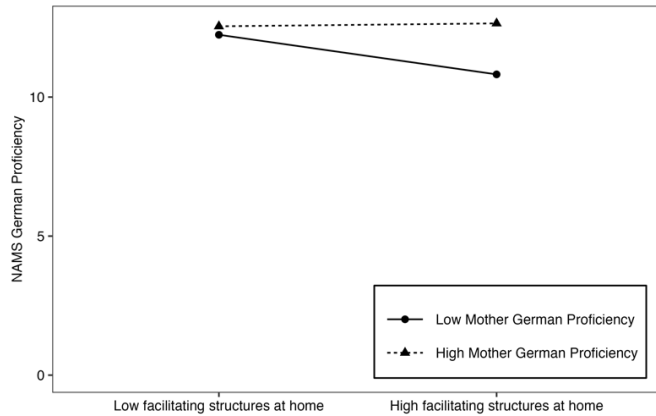 NAMS German Proficiency
10
5
0
Low facilitating structures at home
High facilitating structures at home
Low Mother German Proficiency
High Mother German Proficiency